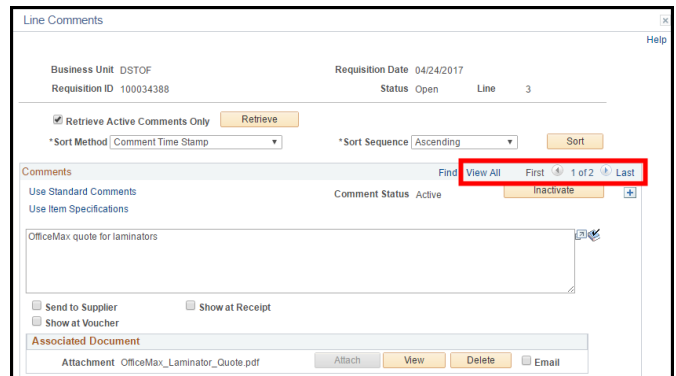 Line Comments
x
Help
Business Unit DSTOF Requisition Date 04/24/2017
Requisition ID 100034388 Status Open Line 3
Retrieve Active Comments Only Retrieve
*Sort Method Comment Time Stamp *Sort Sequence Ascending Sort
Comments Find View All First 1 of 2 Last
Use Standard Comments Comment Status Active Inactivate +
Use Item Specifications
OfficeMax quote for laminators
Send to Supplier Show at Receipt
Show at Voucher
Associated Document
Attachment OfficeMax_Laminator_Quote.pdf Attach View Delete Email